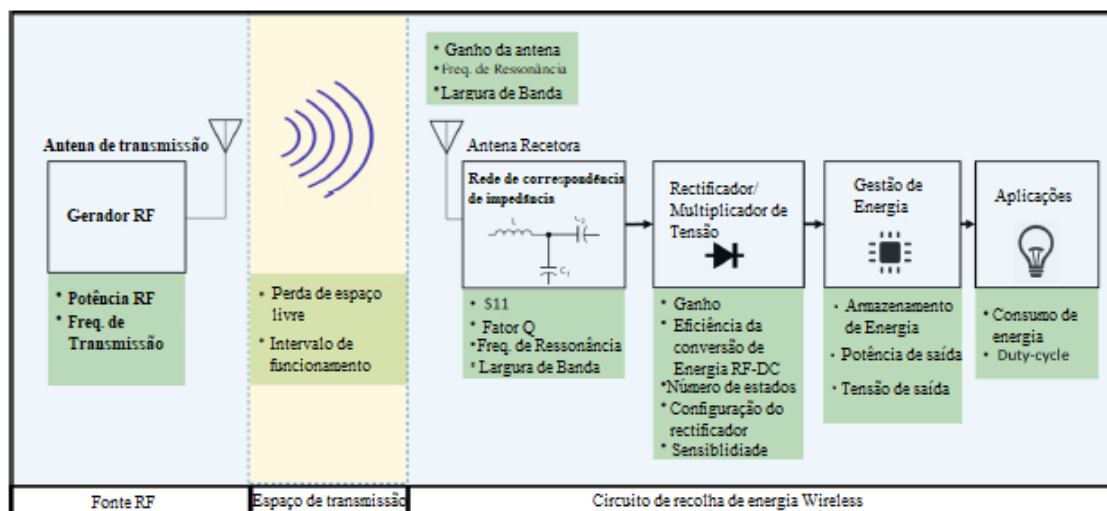 • Ganho da antena
• Freq. de Ressonância
• Largura de Banda
Antena de transmissão
Gerador RF
• Potência RF
• Freq. de
Transmissão
• Perda de espaço
livre
• Intervalo de
funcionamento
Antena Recetora
Rede de correspondência
de impedância
L
C₂
C₁
• S11
• Fator Q
• Freq. de Ressonância
• Largura de Banda
Rectificador/
Multiplicador de
Tensão
• Ganho
• Eficiência da
conversão de
Energia RF-DC
• Número de estados
• Configuração do
rectificador
• Sensiblidiade
Gestão de
Energia
• Armazenamento
de Energia
• Potência de saída
• Tensão de saída
Aplicações
• Consumo de
energia
• Duty-cycle
Fonte RF
Espaço de transmissão
Circuito de recolha de energia Wireless